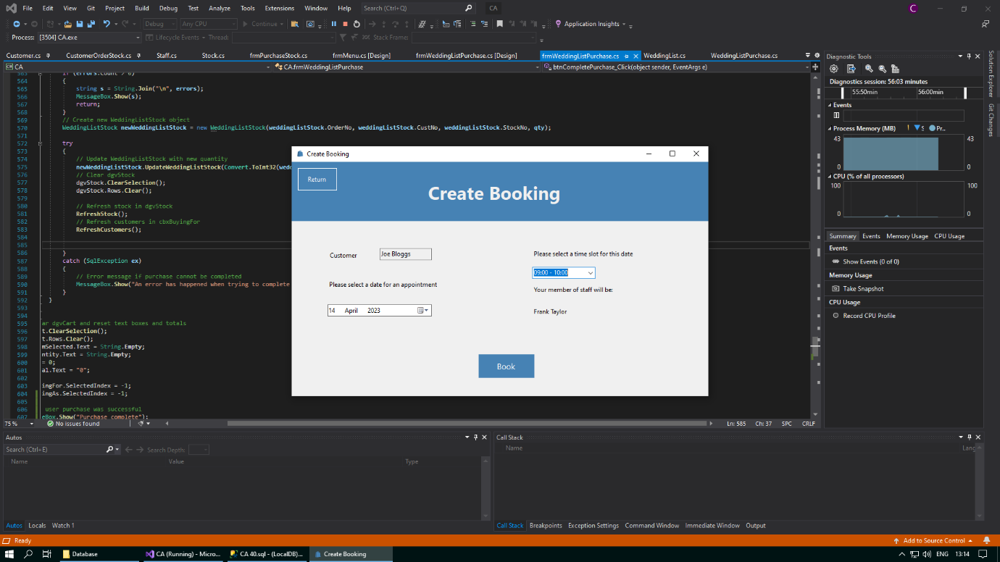 File Edit View Git Project Build Debug Test Analyze Tools Extensions Window Help Search (Ctrl+Q) CA C
Debug Any CPU Continue Application Insights
Process: [3504] CA.exe Lifecycle Events Thread: Stack Frame:
Customer.cs CustomerOrderStock.cs Staff.cs Stock.cs frmPurchaseStock.cs frmMenu.cs [Design] frmWeddingListPurchase.cs [Design] frmWeddingListPurchase.cs WeddingList.cs WeddingListPurchase.cs
CA CA.frmWeddingListPurchase btnCompletePurchase_Click(object sender, EventArgs e)
563 if (errors.Count > 0)
564 {
565 string s = String.Join("\n", errors);
566 MessageBox.Show(s);
567 return;
568 }
569 // Create new WeddingListStock object
570 WeddingListStock newWeddingListStock = new WeddingListStock(weddingListStock.OrderNo, weddingListStock.CustNo, weddingListStock.StockNo, qty);
571
572 try
573 {
574 // Update WeddingListStock with new quantity
575 newWeddingListStock.UpdateWeddingListStock(Convert.ToInt32(wed
576 // Clear dgvStock
577 dgvStock.ClearSelection();
578 dgvStock.Rows.Clear();
579
580 // Refresh stock in dgvStock
581 RefreshStock();
582 // Refresh customers in cbxBuyingFor
583 RefreshCustomers();
584
585
586 }
587 catch (SqlException ex)
588 {
589 // Error message if purchase cannot be completed
590 MessageBox.Show("An error has happened when trying to complete
591 }
592 }
593
594
595 ar dgvCart and reset text boxes and totals
596 t.ClearSelection();
597 t.Rows.Clear();
598 mSelected.Text = String.Empty;
599 ntity.Text = String.Empty;
600 = 0;
601 al.Text = "0";
602
603 ingFor.SelectedIndex = -1;
604 ingAs.SelectedIndex = -1;
605
606 user purchase was successful
607 eBox.Show("Purchase complete");
75 % No issues found Ln: 585 Ch: 37 SPC CRLF
Create Booking
Return
Create Booking
Customer
Joe Bloggs
Please select a date for an appointment
14 April 2023
Please select a time slot for this date
09:00 - 10:00
Your member of staff will be:
Frank Taylor
Book
Diagnostic Tools
Diagnostics session: 56:03 minutes
55:50min 56:00min
Events
Process Memory (MB) S Pr..
43 43
0 0
CPU (% of all processors)
100 100
0 0
Summary Events Memory Usage CPU Usage
Events
Show Events (0 of 0)
Memory Usage
Take Snapshot
CPU Usage
Record CPU Profile
Solution Explorer
Git Changes
Autos
Search (Ctrl+E) Search Depth:
Name Value Type
Autos Locals Watch 1
Call Stack
Name Lang
Call Stack Breakpoints Exception Settings Command Window Immediate Window Output
Ready Add to Source Control
Database CA (Running) - Micro... CA 40.sql - (LocalDB)... Create Booking ENG 13:14